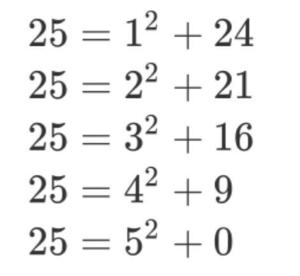 25 = 1² + 24
25 = 2² + 21
25 = 3² + 16
25 = 4² + 9
25 = 5² + 0